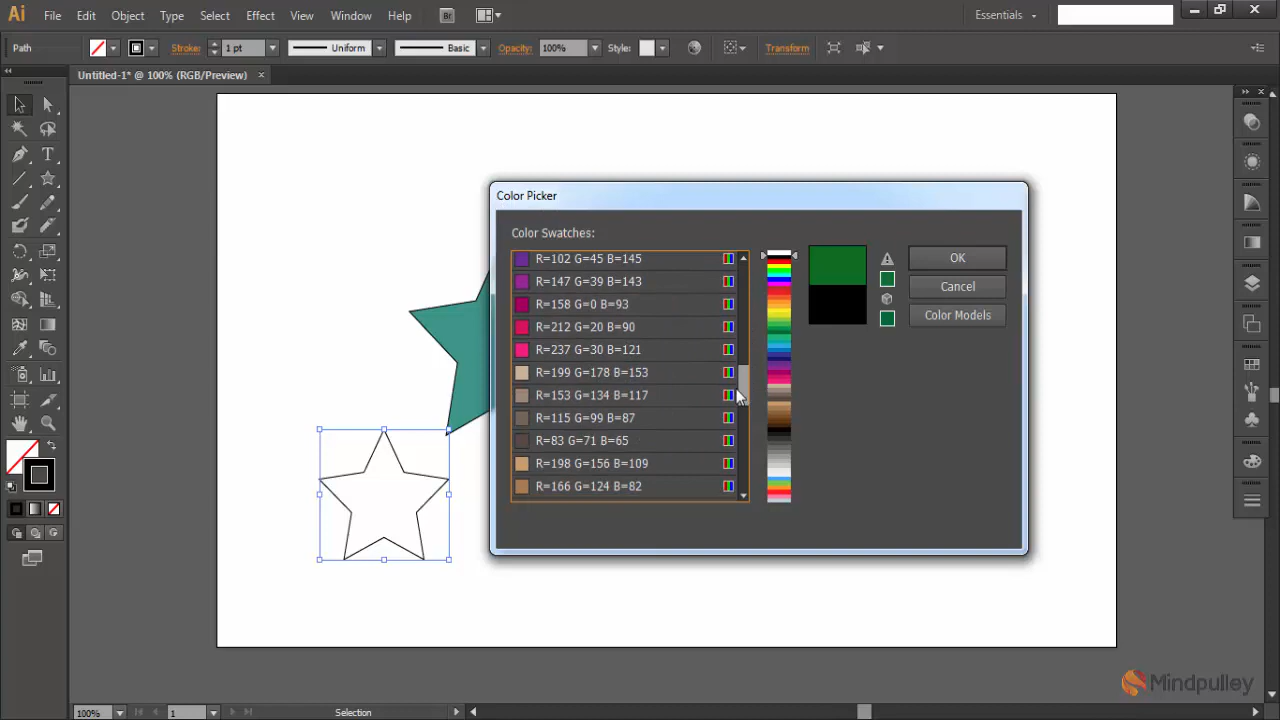 Ai File Edit Object Type Select Effect View Window Help Br Essentials
Path Stroke: 1 pt Uniform Basic Opacity: 100% Style: Transform
Untitled-1* @ 100% (RGB/Preview) ×
Color Picker
Color Swatches:
R=102 G=45 B=145
R=147 G=39 B=143
R=158 G=0 B=93
R=212 G=20 B=90
R=237 G=30 B=121
R=199 G=178 B=153
R=153 G=134 B=117
R=115 G=99 B=87
R=83 G=71 B=65
R=198 G=156 B=109
R=166 G=124 B=82
OK
Cancel
Color Models
Mindpulley
100% 1 Selection